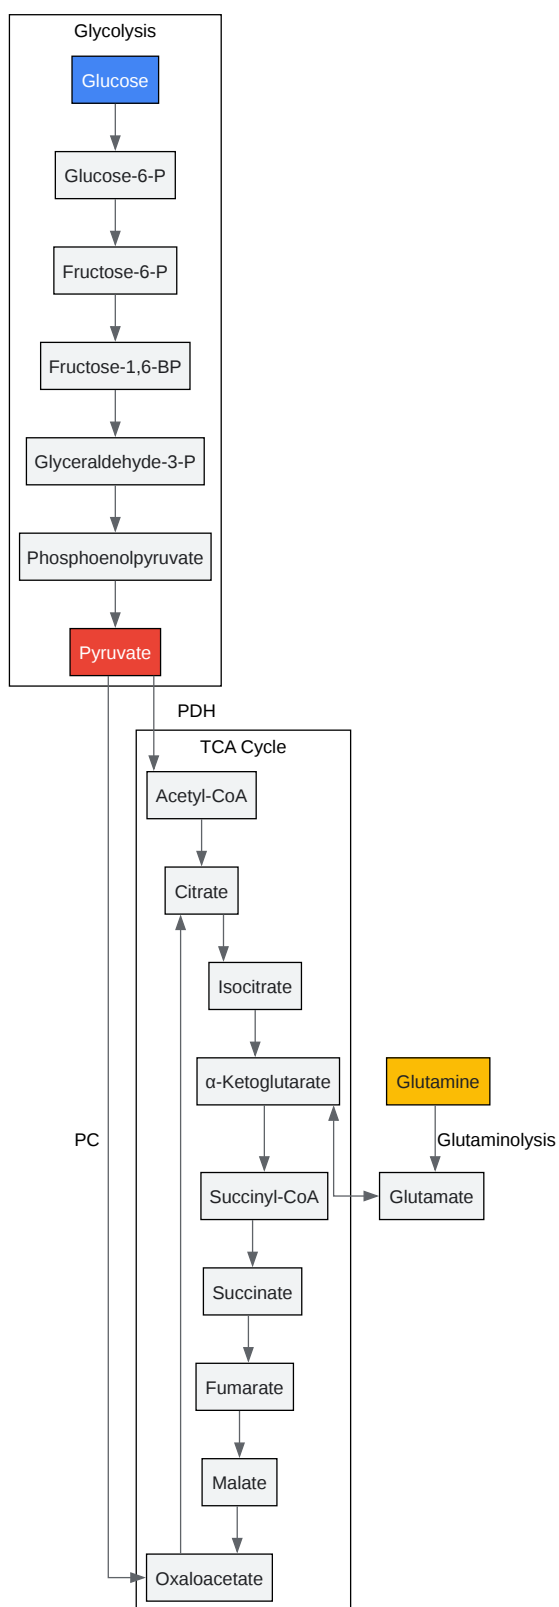 Glycolysis
Glucose
Glucose-6-P
Fructose-6-P
Fructose-1,6-BP
Glyceraldehyde-3-P
Phosphoenolpyruvate
Pyruvate
PDH
TCA Cycle
Acetyl-CoA
Citrate
Isocitrate
α-Ketoglutarate
Glutamine
PC
Glutaminolysis
Succinyl-CoA
Glutamate
Succinate
Fumarate
Malate
Oxaloacetate